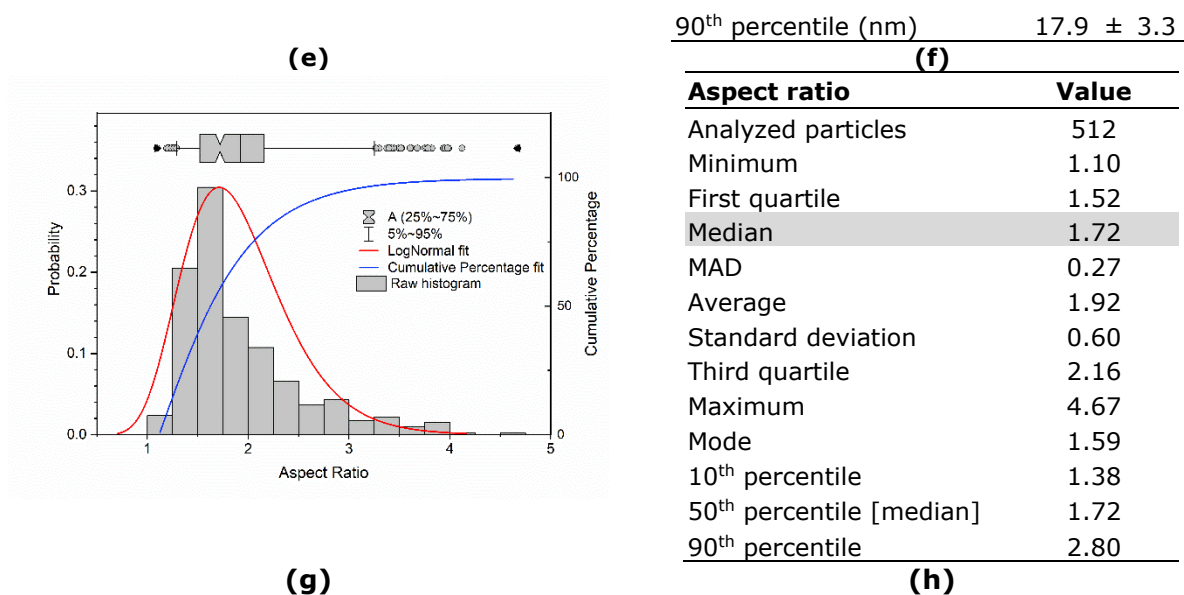 90th percentile (nm) 17.9 ± 3.3
(e)
(f)
Aspect ratio Value
Analyzed particles 512
Minimum 1.10
First quartile 1.52
Median 1.72
MAD 0.27
Average 1.92
Standard deviation 0.60
Third quartile 2.16
Maximum 4.67
Mode 1.59
10th percentile 1.38
50th percentile [median] 1.72
90th percentile 2.80
A (25%~75%)
5%~95%
LogNormal fit
Cumulative Percentage fit
Raw histogram
Probability
0.3
0.2
0.1
0.0
Cumulative Percentage
100
50
0
1 2 3 4 5
Aspect Ratio
(g)
(h)